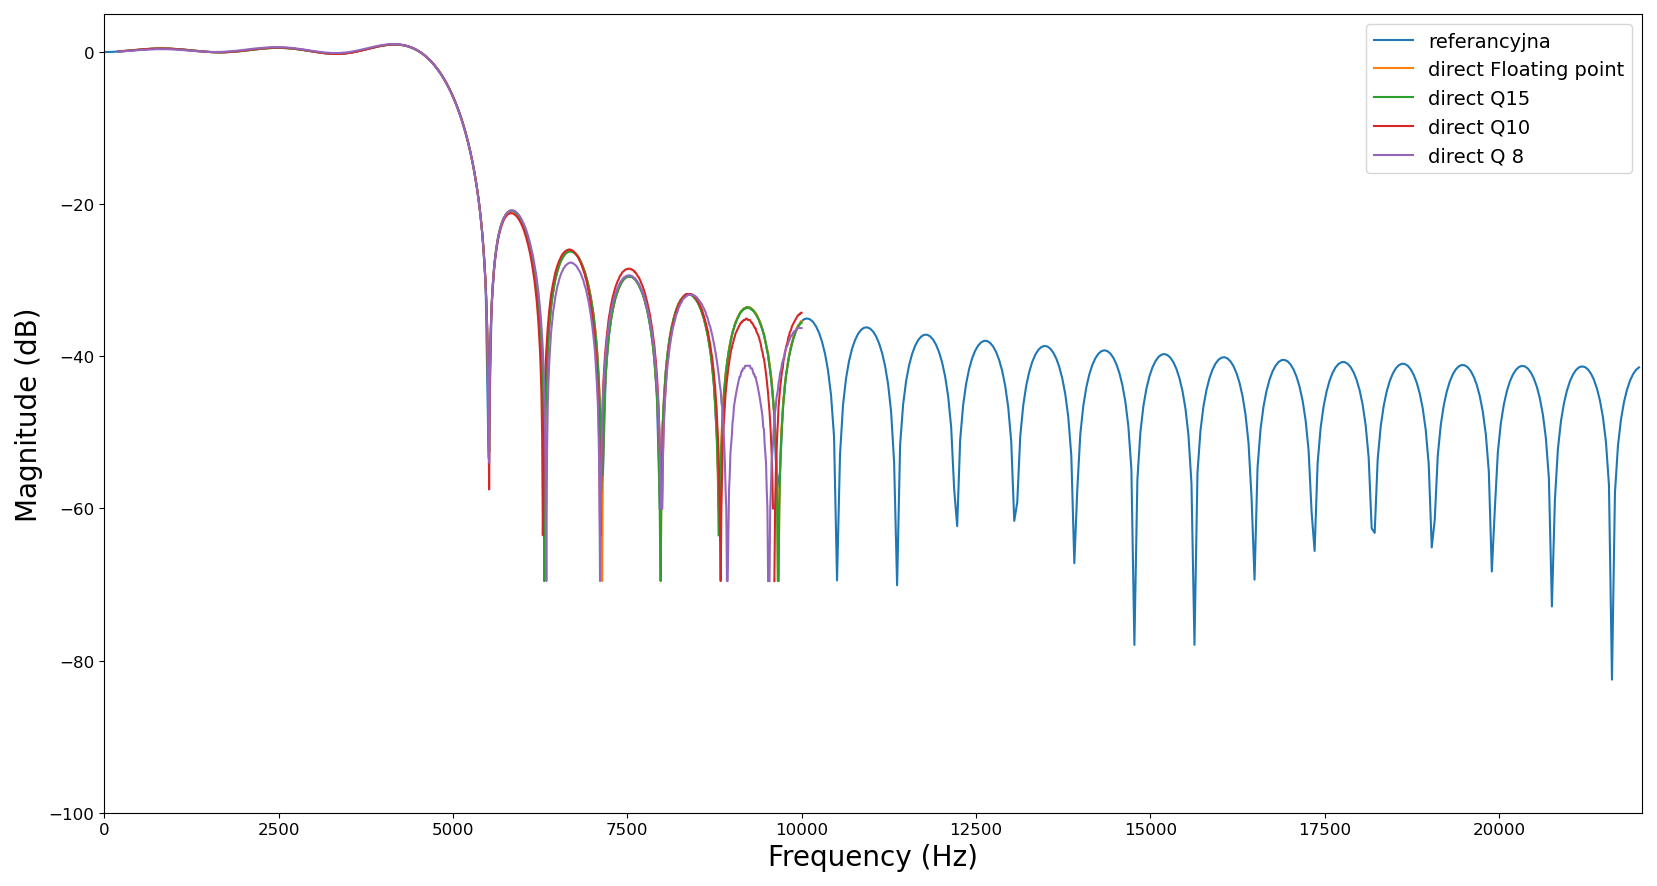 referancyjna
direct Floating point
direct Q15
direct Q10
direct Q 8
Magnitude (dB)
0
−20
−40
−60
−80
−100
0 2500 5000 7500 10000 12500 15000 17500 20000
Frequency (Hz)